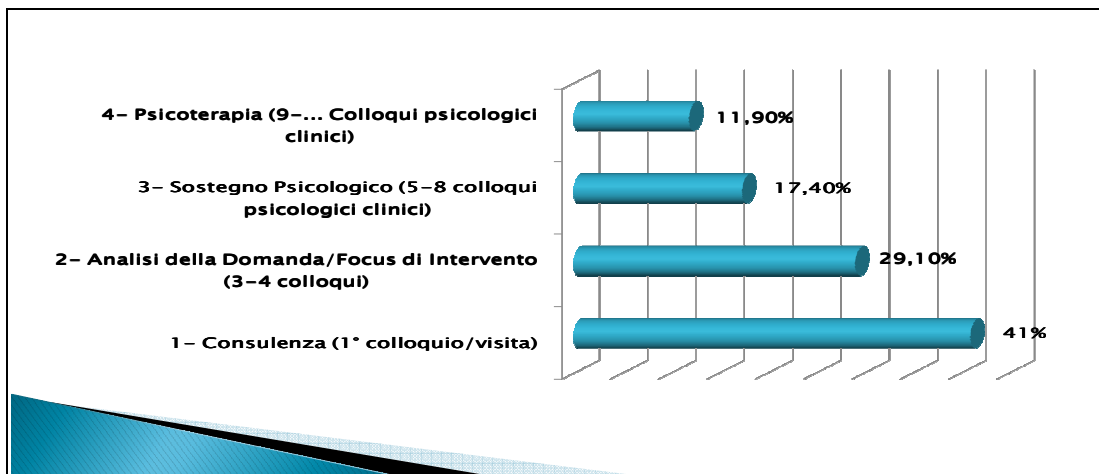 4- Psicoterapia (9-... Colloqui psicologici
clinici)
11,90%
3- Sostegno Psicologico (5-8 colloqui
psicologici clinici)
17,40%
2- Analisi della Domanda/Focus di Intervento
(3-4 colloqui)
29,10%
1- Consulenza (1° colloquio/visita)
41%